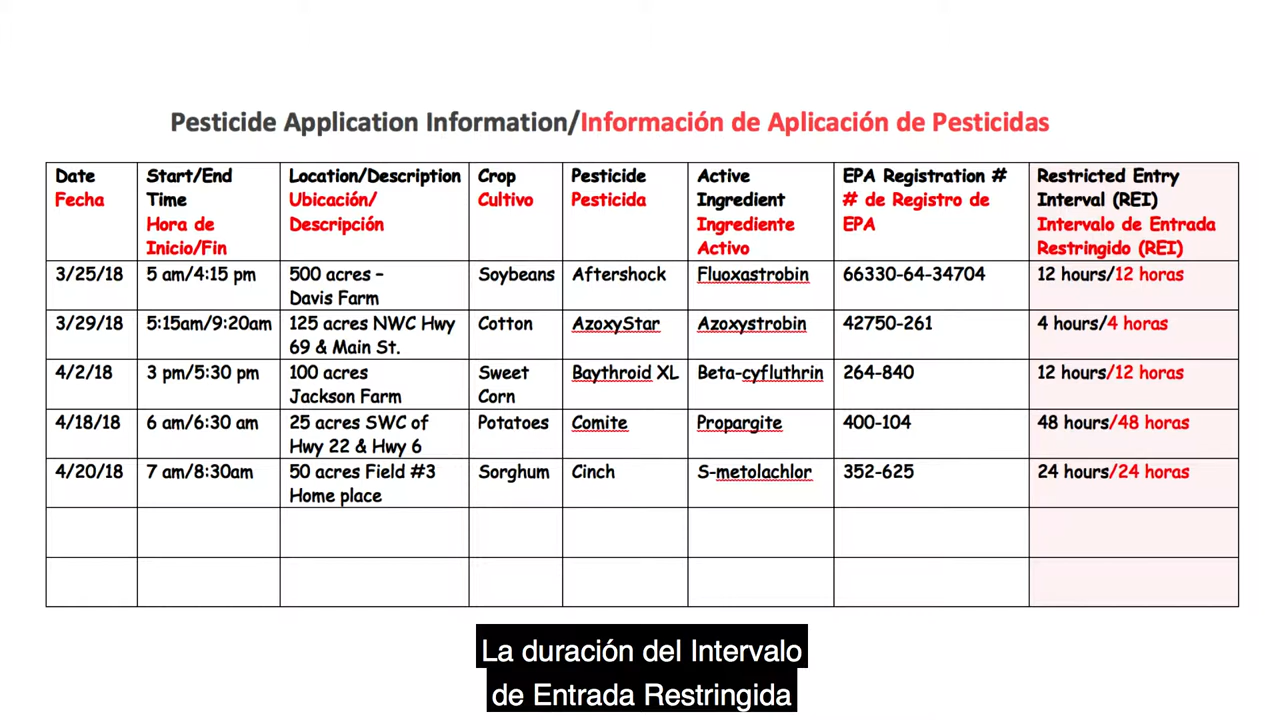 Pesticide Application Information/Información de Aplicación de Pesticidas
Date Start/End Location/Description Crop Pesticide Active EPA Registration # Restricted Entry
Fecha Time Ubicación/ Cultivo Pesticida Ingredient # de Registro de Interval (REI)
Hora de Descripción Ingrediente EPA Intervalo de Entrada
Inicio/Fin Activo Restringido (REI)
3/25/18 5 am/4:15 pm 500 acres – Soybeans Aftershock Fluoxastrobin 66330-64-34704 12 hours/12 horas
Davis Farm
3/29/18 5:15am/9:20am 125 acres NWC Hwy Cotton AzoxyStar Azoxystrobin 42750-261 4 hours/4 horas
69 & Main St.
4/2/18 3 pm/5:30 pm 100 acres Sweet Baythroid XL Beta-cyfluthrin 264-840 12 hours/12 horas
Jackson Farm Corn
4/18/18 6 am/6:30 am 25 acres SWC of Potatoes Comite Propargite 400-104 48 hours/48 horas
Hwy 22 & Hwy 6
4/20/18 7 am/8:30am 50 acres Field #3 Sorghum Cinch S-metolachlor 352-625 24 hours/24 horas
Home place
La duración del Intervalo
de Entrada Restringida